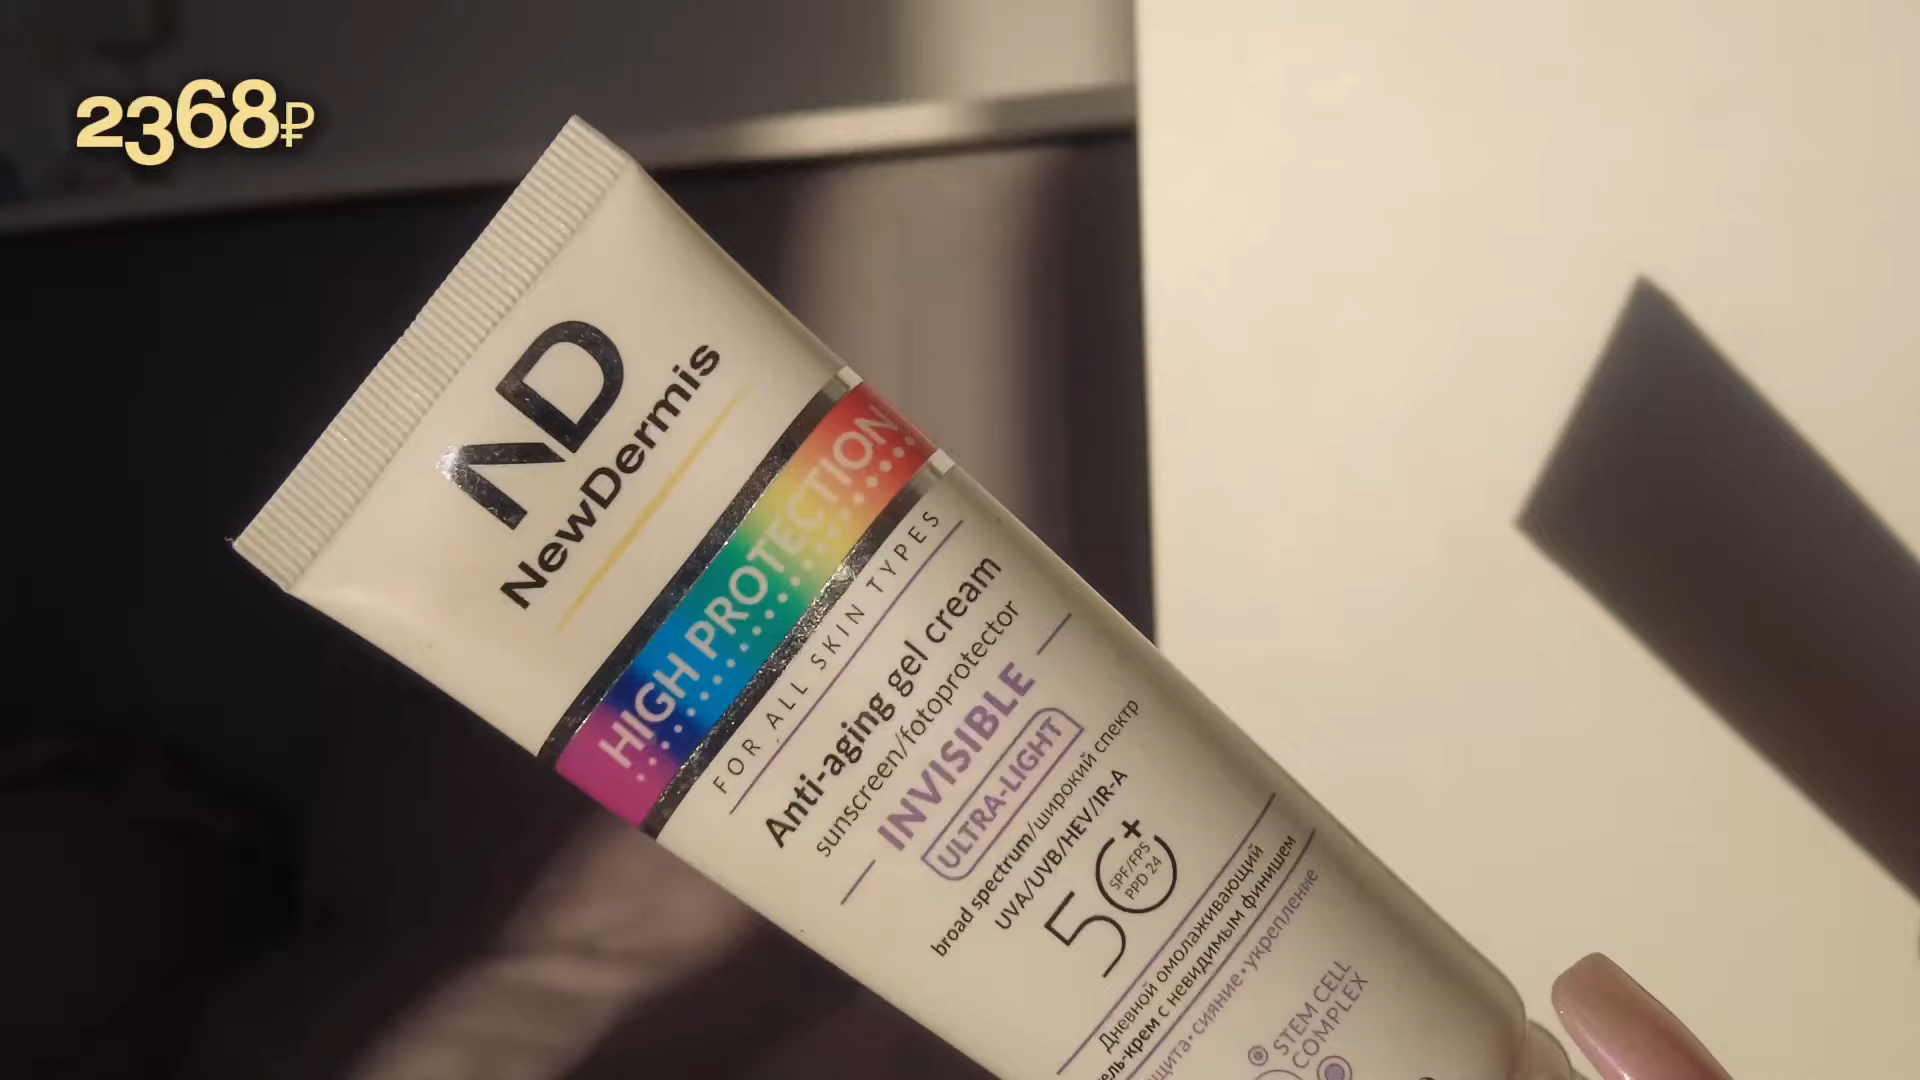 2368₽
ND
NewDermis
HIGH PROTECTION
FOR ALL SKIN TYPES
Anti-aging gel cream
sunscreen/fotoprotector
INVISIBLE
ULTRA-LIGHT
broad spectrum/широкий спектр
UVA/UVB/HEV/IR-A
50+
SPF/FPS
PPD 24
Дневной омолаживающий
ль-крем с невидимым финишем
щита•сияние•укрепление
STEM CELL
COMPLEX